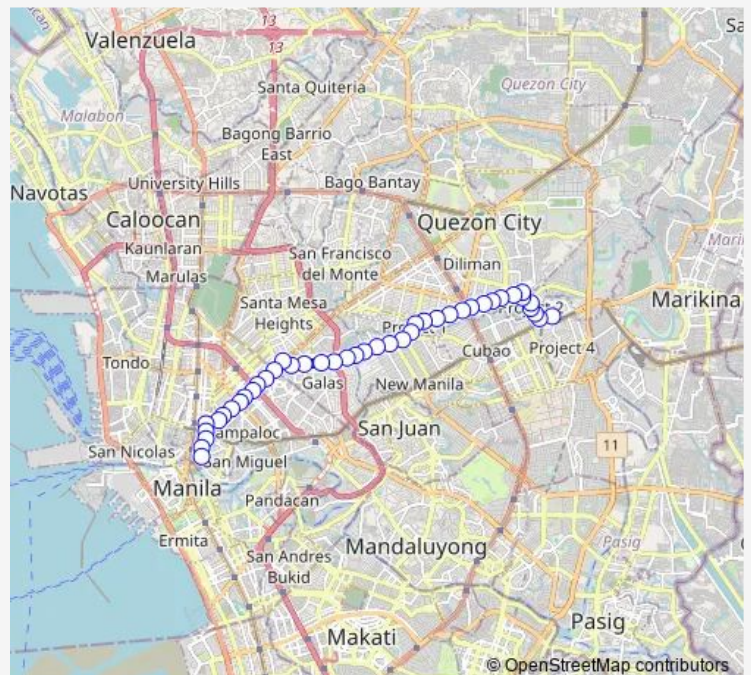 Valenzuela
13
13
Santa Quiteria
Quezon City
Malabon
Bagong Barrio
East
Navotas
University Hills
Bago Bantay
Caloocan
Quezon City
Kaunlaran
San Francisco
del Monte
Diliman
Marulas
Santa Mesa
Heights
Marikina
Tondo
Cubao
Project 4
Galas
New Manila
San Juan
San Nicolas
San Miguel
11
Manila
Pandacan
Ermita
San Andres
Bukid
Mandaluyong
Pasig
Makati
Pasig
© OpenStreetMap contributors